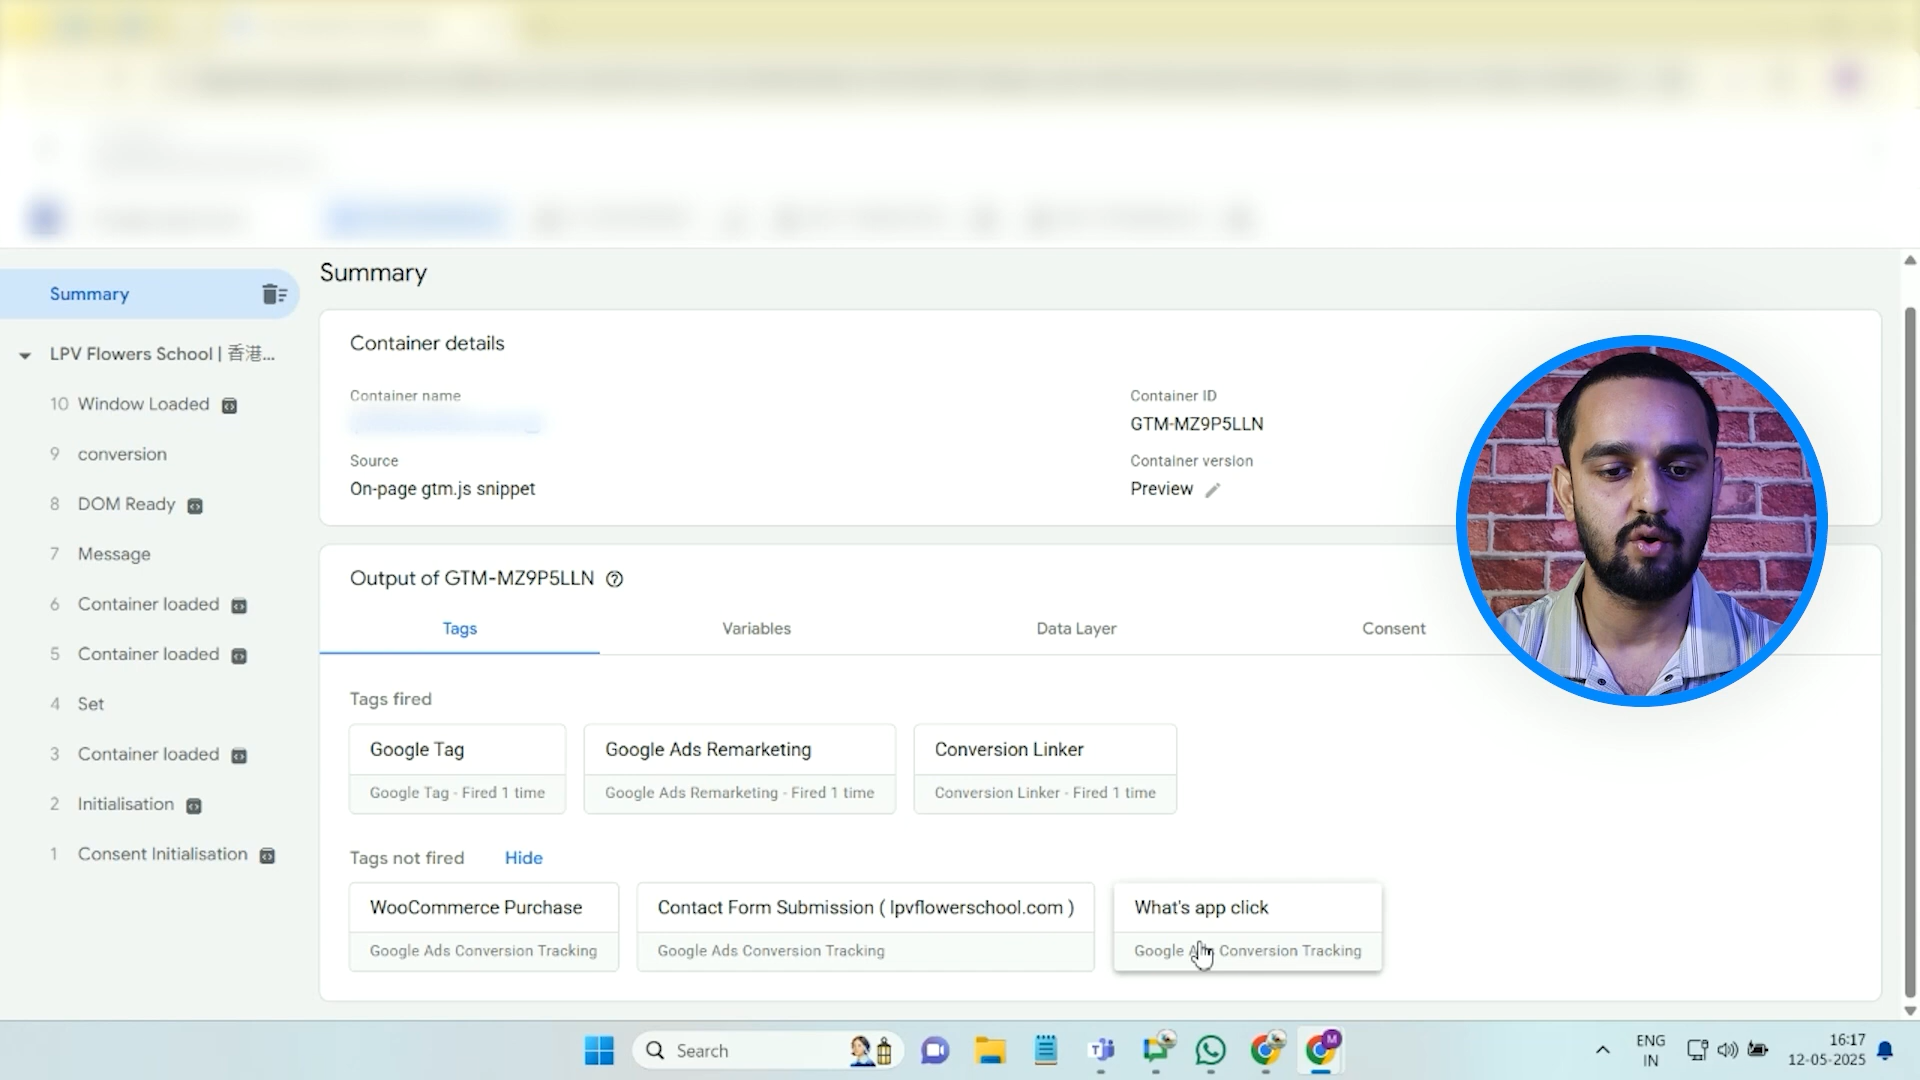 Summary
LPV Flowers School | 香港...
10 Window Loaded
9 conversion
8 DOM Ready
7 Message
6 Container loaded
5 Container loaded
4 Set
3 Container loaded
2 Initialisation
1 Consent Initialisation
Summary
Container details
Container name
Container ID
GTM-MZ9P5LLN
Source
On-page gtm.js snippet
Container version
Preview
Output of GTM-MZ9P5LLN
Tags Variables Data Layer Consent
Tags fired
Google Tag
Google Tag - Fired 1 time
Google Ads Remarketing
Google Ads Remarketing - Fired 1 time
Conversion Linker
Conversion Linker - Fired 1 time
Tags not fired Hide
WooCommerce Purchase
Google Ads Conversion Tracking
Contact Form Submission ( lpvflowerschool.com )
Google Ads Conversion Tracking
What's app click
Google Ads Conversion Tracking
Search
ENG
IN
16:17
12-05-2025